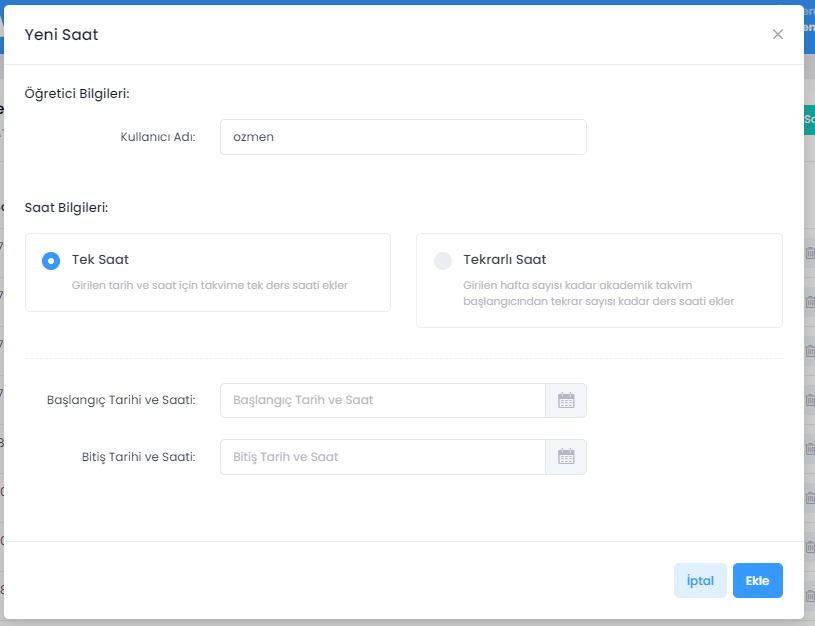 Yeni Saat
Öğretici Bilgileri:
Kullanıcı Adı:
ozmen
Saat Bilgileri:
Tek Saat
Girilen tarih ve saat için takvime tek ders saati ekler
Tekrarlı Saat
Girilen hafta sayısı kadar akademik takvim
başlangıcından tekrar sayısı kadar ders saati ekler
Başlangıç Tarihi ve Saati:
Başlangıç Tarih ve Saat
Bitiş Tarihi ve Saati:
Bitiş Tarih ve Saat
İptal
Ekle